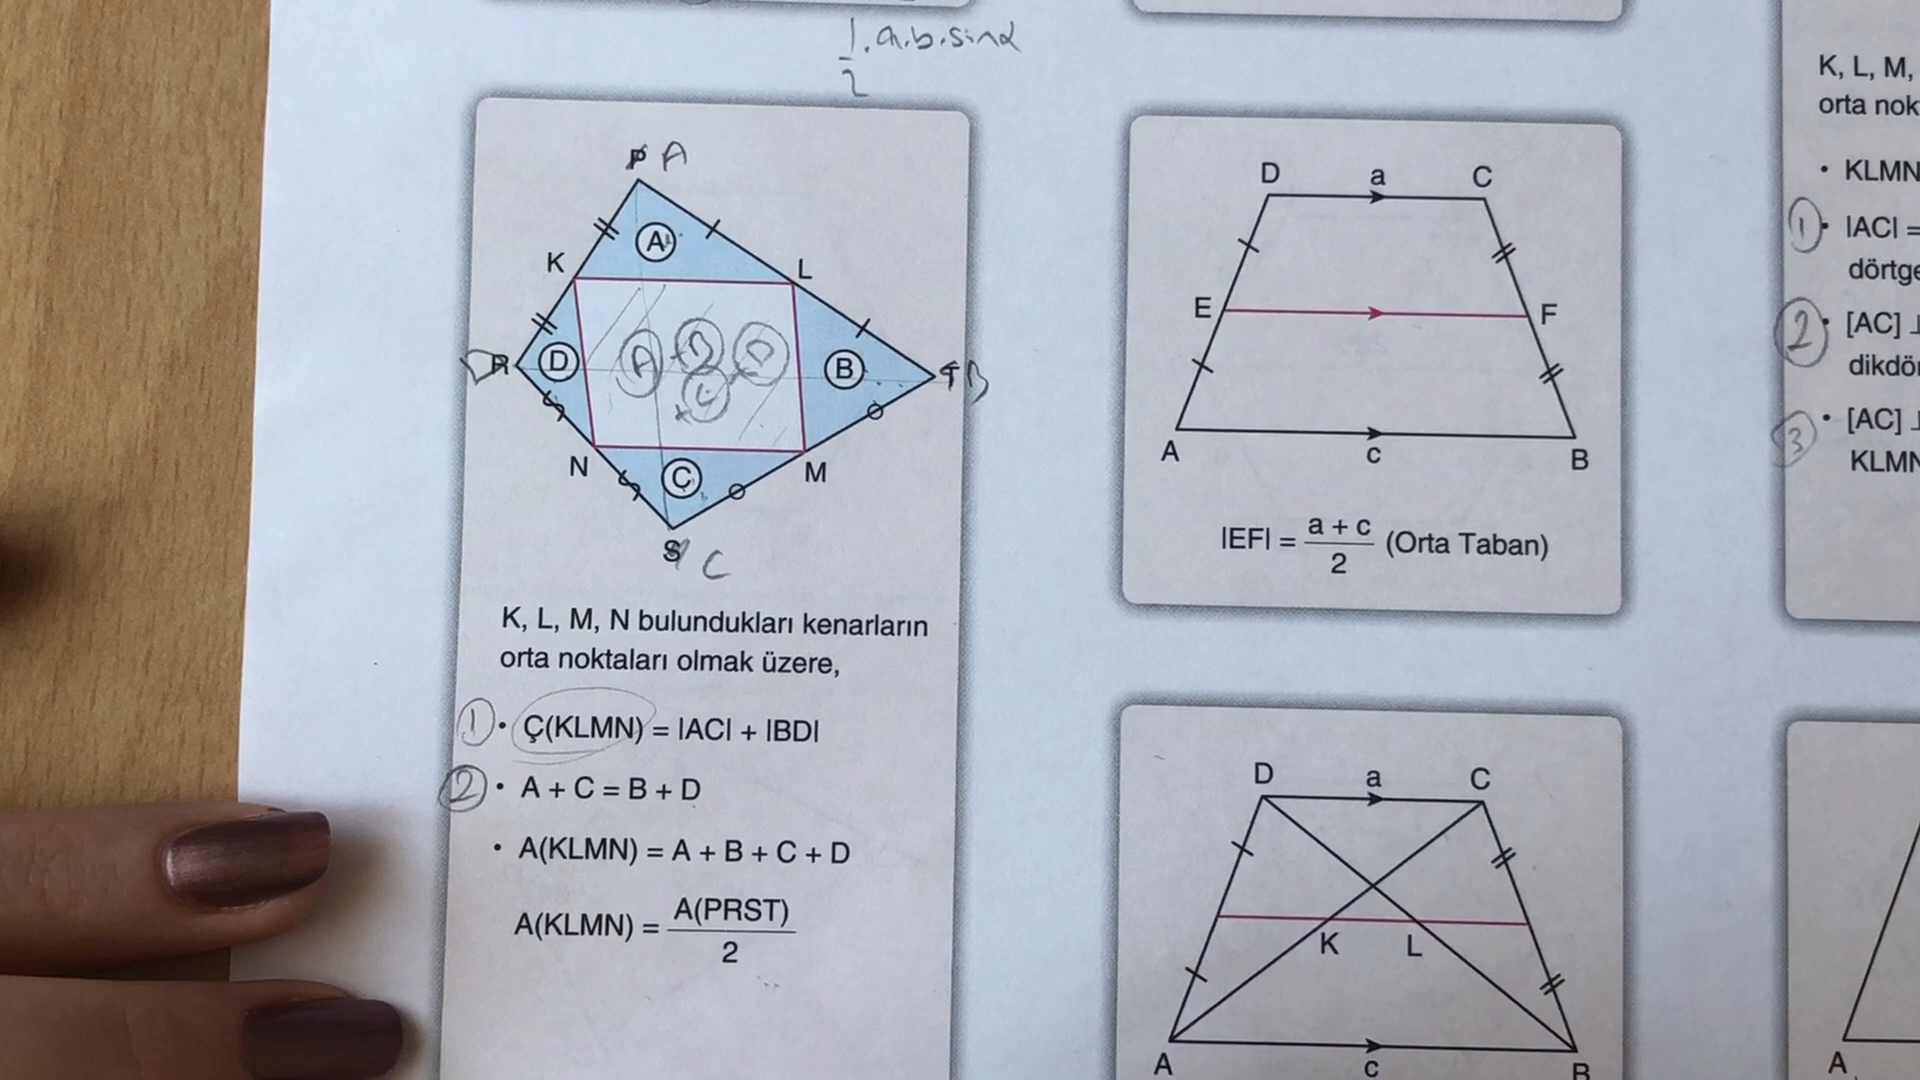 1/2 . a.b.sinα
P A
A
K
L
R D
D
A + B + D
+ C
B
T B
N
C
M
S C
K, L, M, N bulundukları kenarların
orta noktaları olmak üzere,
1 • Ç(KLMN) = |AC| + |BD|
2 • A + C = B + D
• A(KLMN) = A + B + C + D
A(KLMN) = A(PRST) / 2
D a C
E F
A c B
|EF| = a + c / 2 (Orta Taban)
D a C
K L
A c B
K, L, M,
orta nok
• KLMN
1 • |AC| =
dörtge
2 • [AC] ⊥
dikdör
3 • [AC] ⊥
KLMN
A